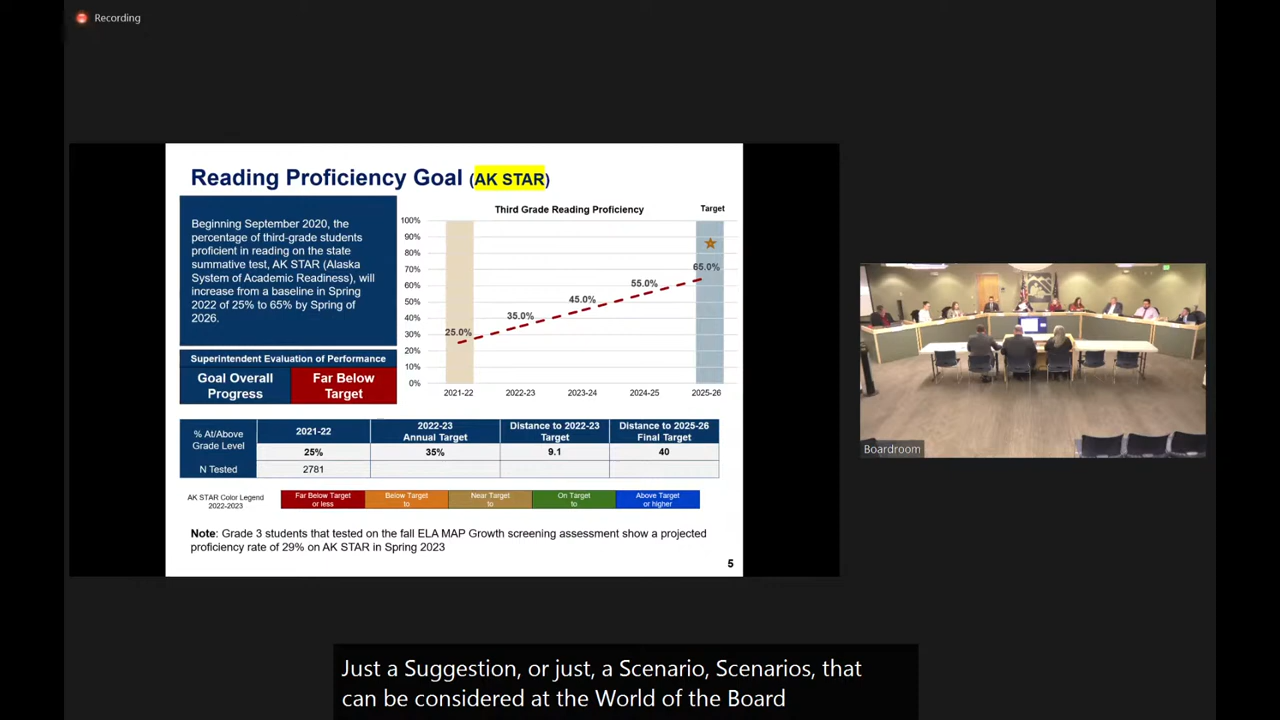 Recording
Reading Proficiency Goal (AK STAR)
Beginning September 2020, the
percentage of third-grade students
proficient in reading on the state
summative test, AK STAR (Alaska
System of Academic Readiness), will
increase from a baseline in Spring
2022 of 25% to 65% by Spring of
2026.
Superintendent Evaluation of Performance
Goal Overall
Progress
Far Below
Target
Third Grade Reading Proficiency
Target
100%
90%
80%
70%
60%
50%
40%
30%
20%
10%
0%
25.0%
35.0%
45.0%
55.0%
65.0%
2021-22
2022-23
2023-24
2024-25
2025-26
% At/Above
Grade Level
2021-22
2022-23
Annual Target
Distance to 2022-23
Target
Distance to 2025-26
Final Target
25%
35%
9.1
40
N Tested
2781
AK STAR Color Legend
2022-2023
Far Below Target
or less
Below Target
to
Near Target
to
On Target
to
Above Target
or higher
Note: Grade 3 students that tested on the fall ELA MAP Growth screening assessment show a projected
proficiency rate of 29% on AK STAR in Spring 2023
5
Boardroom
Just a Suggestion, or just, a Scenario, Scenarios, that
can be considered at the World of the Board